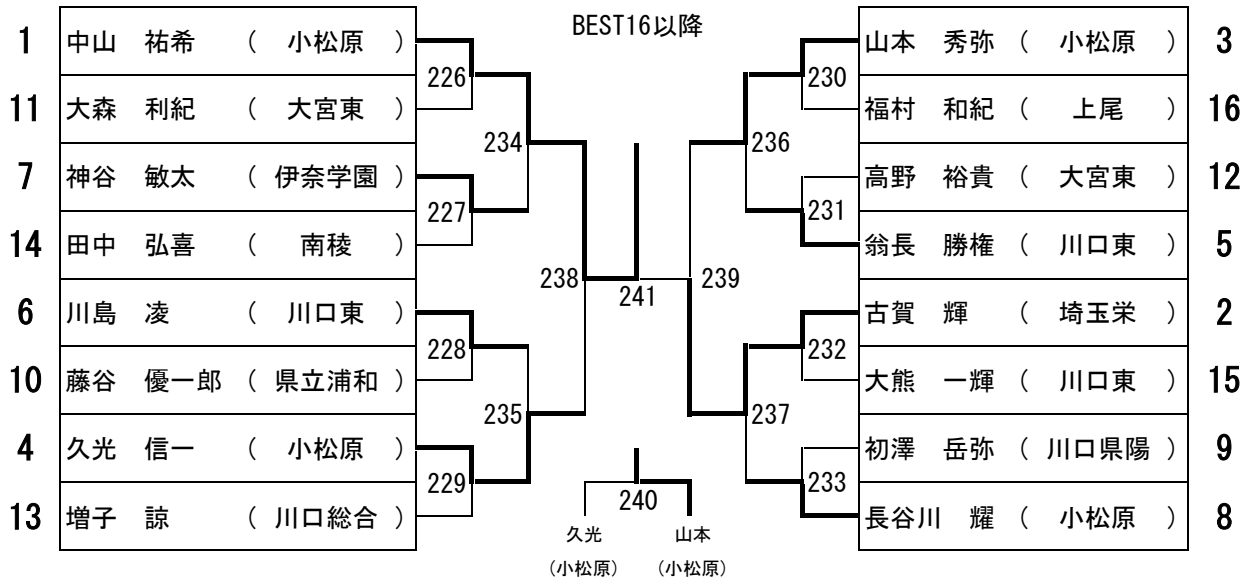 BEST16以降
1 中山 祐希 ( 小松原 )
11 大森 利紀 ( 大宮東 )
7 神谷 敏太 ( 伊奈学園 )
14 田中 弘喜 ( 南稜 )
6 川島 凌 ( 川口東 )
10 藤谷 優一郎 ( 県立浦和 )
4 久光 信一 ( 小松原 )
13 増子 諒 ( 川口総合 )
226
227
228
229
234
235
238
241
240
久光 山本
(小松原) (小松原)
239
236
237
230
231
232
233
山本 秀弥 ( 小松原 ) 3
福村 和紀 ( 上尾 ) 16
高野 裕貴 ( 大宮東 ) 12
翁長 勝権 ( 川口東 ) 5
古賀 輝 ( 埼玉栄 ) 2
大熊 一輝 ( 川口東 ) 15
初澤 岳弥 ( 川口県陽 ) 9
長谷川 耀 ( 小松原 ) 8